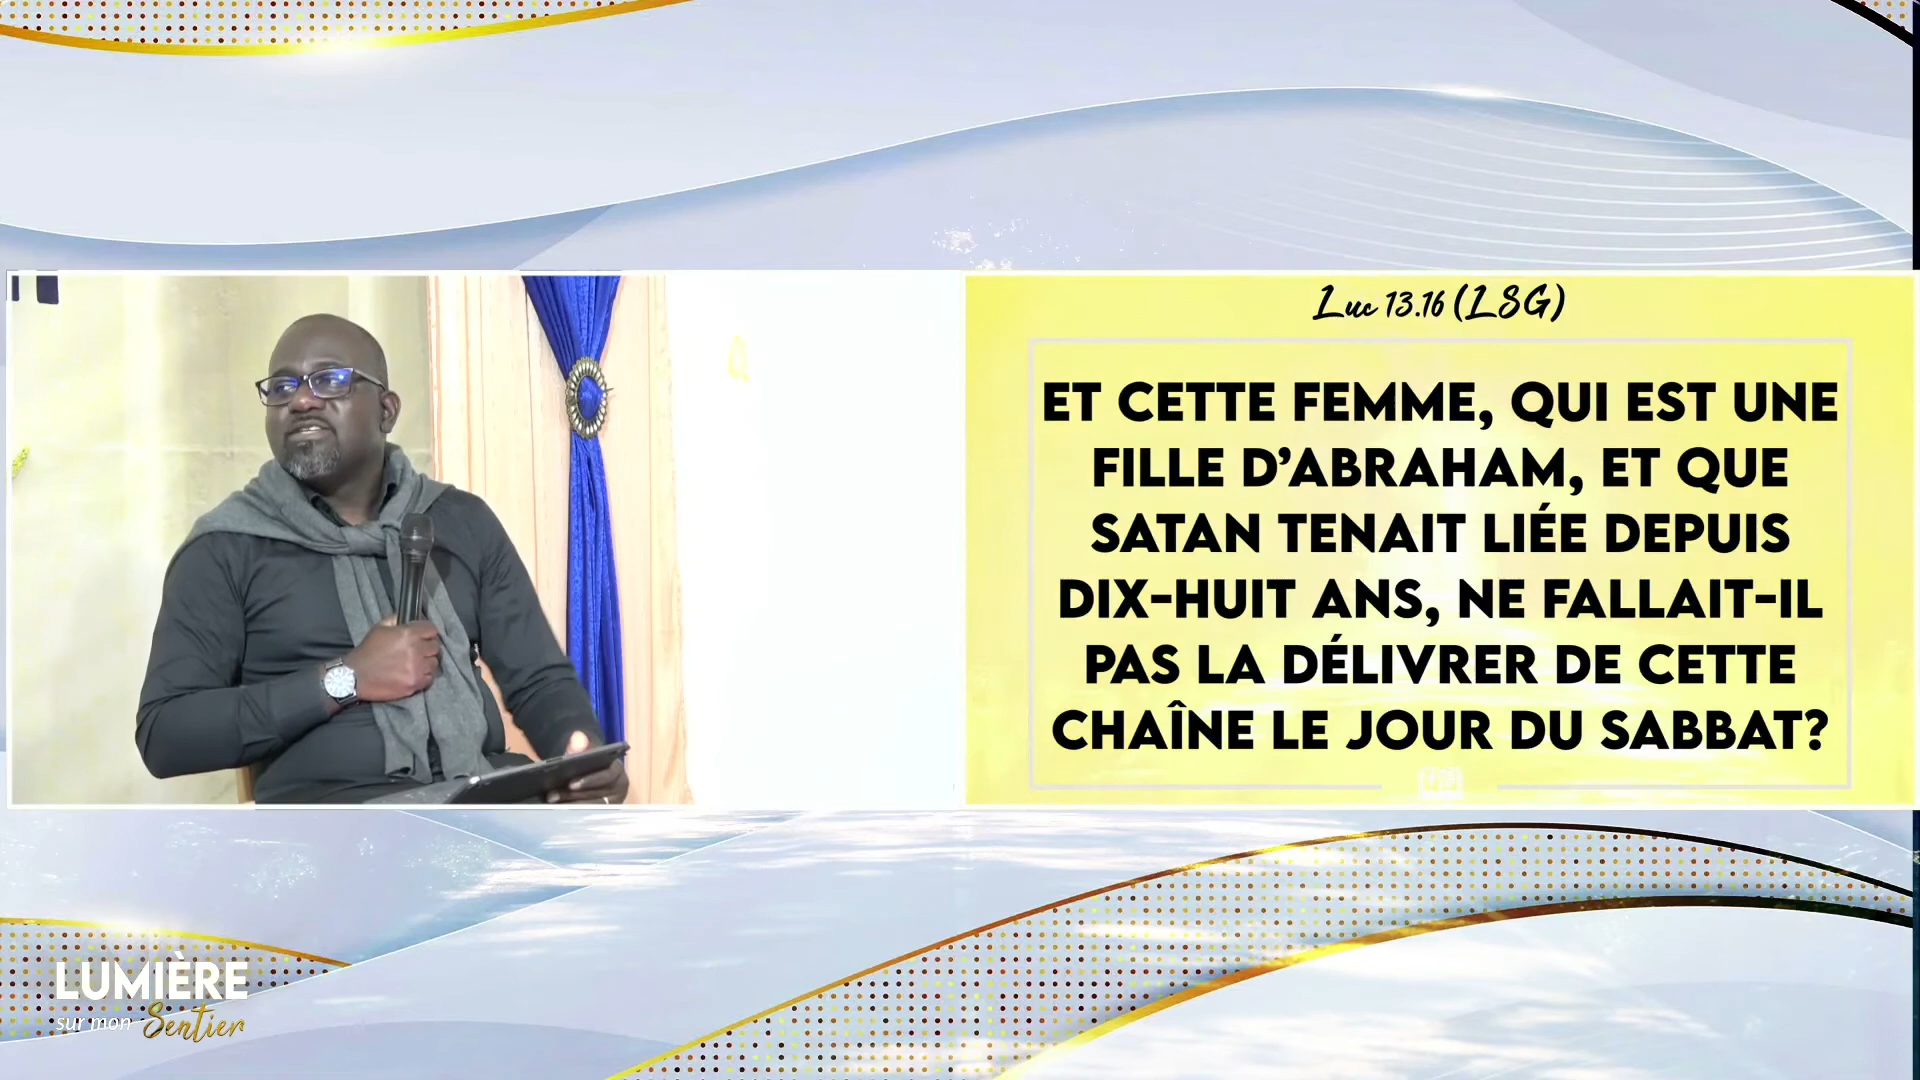 Luc 13.16 (LSG)
ET CETTE FEMME, QUI EST UNE
FILLE D’ABRAHAM, ET QUE
SATAN TENAIT LIÉE DEPUIS
DIX-HUIT ANS, NE FALLAIT-IL
PAS LA DÉLIVRER DE CETTE
CHAÎNE LE JOUR DU SABBAT?
LUMIÈRE
sur mon Sentier